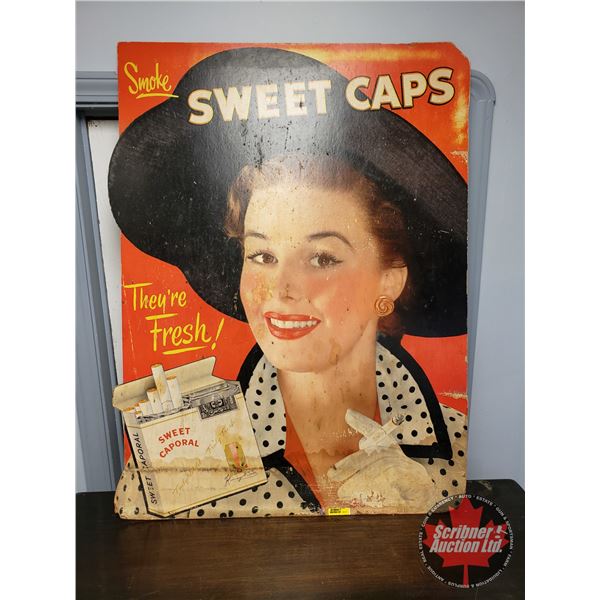 Smoke
SWEET CAPS
They're
Fresh!
SWEET
CAPORAL
SWEET CAPORAL
Scribner
Auction Ltd.